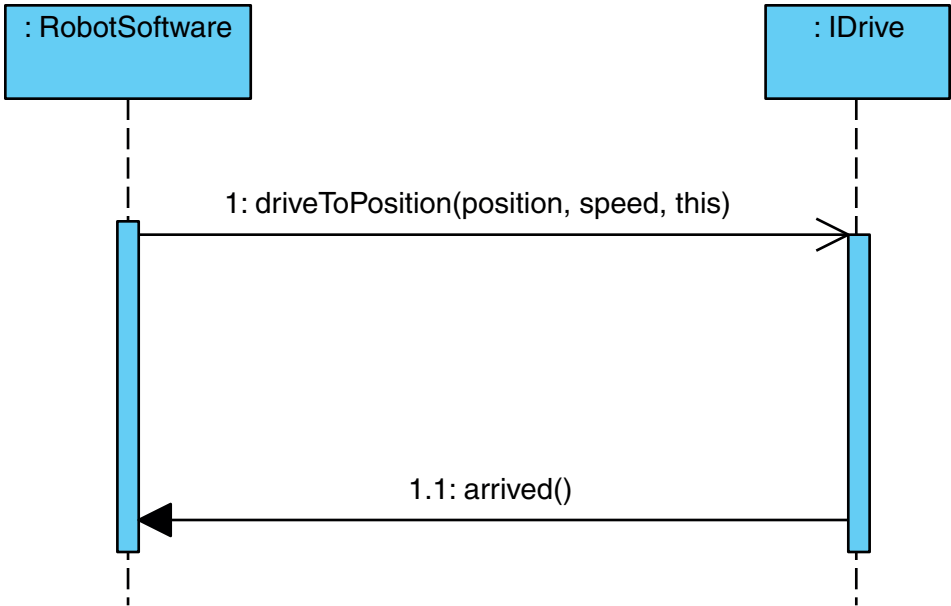 : RobotSoftware
: IDrive
1: driveToPosition(position, speed, this)
1.1: arrived()